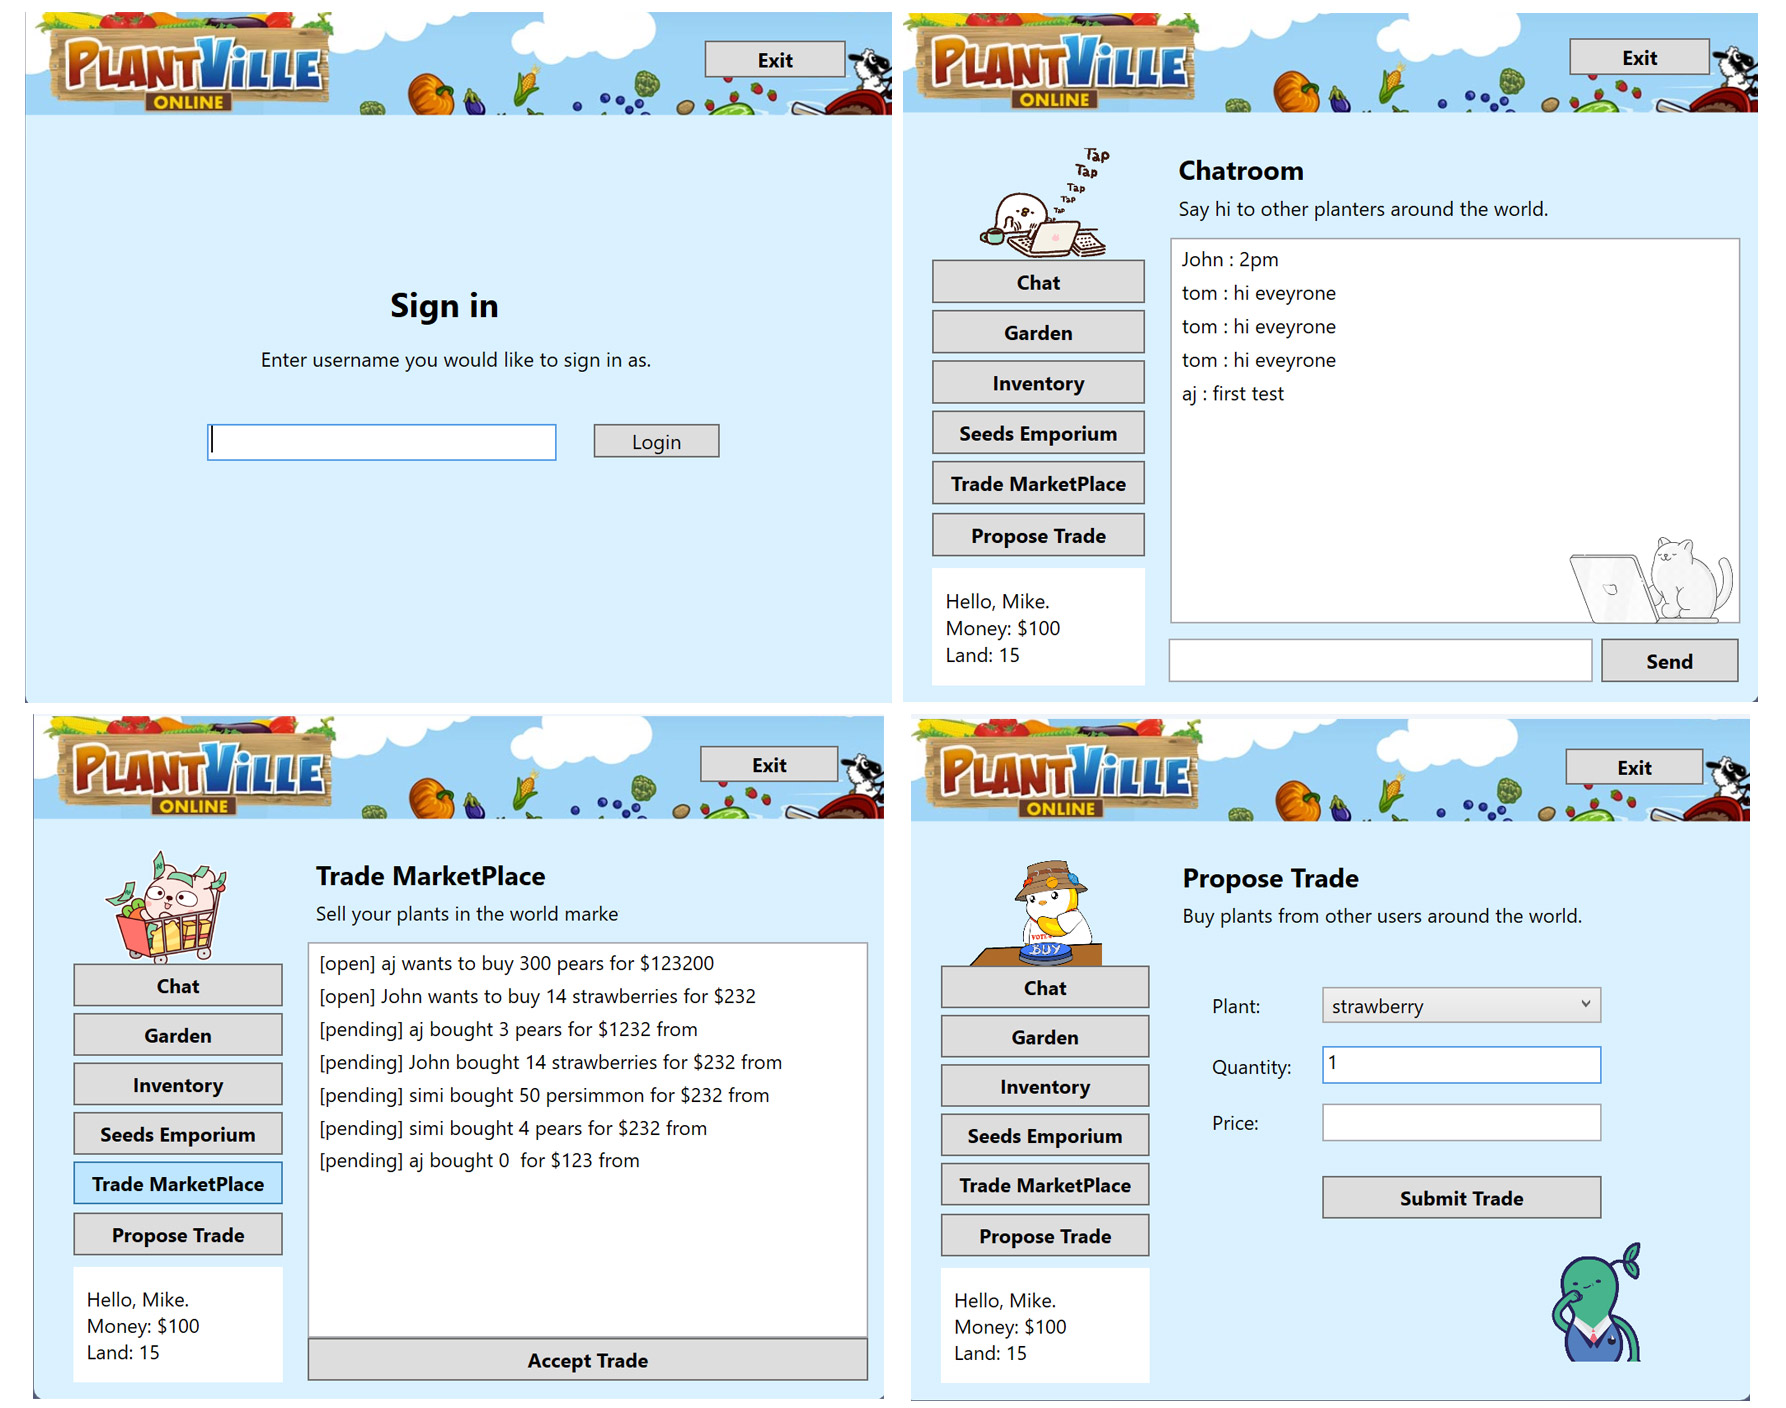 PLANTVILLE
ONLINE
Exit
Sign in
Enter username you would like to sign in as.
Login
PLANTVILLE
ONLINE
Exit
Tap
Tap
Tap
Tap
Tap
Tap
Chatroom
Say hi to other planters around the world.
Chat
Garden
Inventory
Seeds Emporium
Trade MarketPlace
Propose Trade
Hello, Mike.
Money: $100
Land: 15
John : 2pm
tom : hi eveyrone
tom : hi eveyrone
tom : hi eveyrone
aj : first test
Send
PLANTVILLE
ONLINE
Exit
Trade MarketPlace
Sell your plants in the world marke
Chat
Garden
Inventory
Seeds Emporium
Trade MarketPlace
Propose Trade
Hello, Mike.
Money: $100
Land: 15
[open] aj wants to buy 300 pears for $123200
[open] John wants to buy 14 strawberries for $232
[pending] aj bought 3 pears for $1232 from
[pending] John bought 14 strawberries for $232 from
[pending] simi bought 50 persimmon for $232 from
[pending] simi bought 4 pears for $232 from
[pending] aj bought 0  for $123 from
Accept Trade
PLANTVILLE
ONLINE
Exit
VOTE
BUY
Propose Trade
Buy plants from other users around the world.
Chat
Garden
Inventory
Seeds Emporium
Trade MarketPlace
Propose Trade
Hello, Mike.
Money: $100
Land: 15
Plant: strawberry
Quantity: 1
Price:
Submit Trade